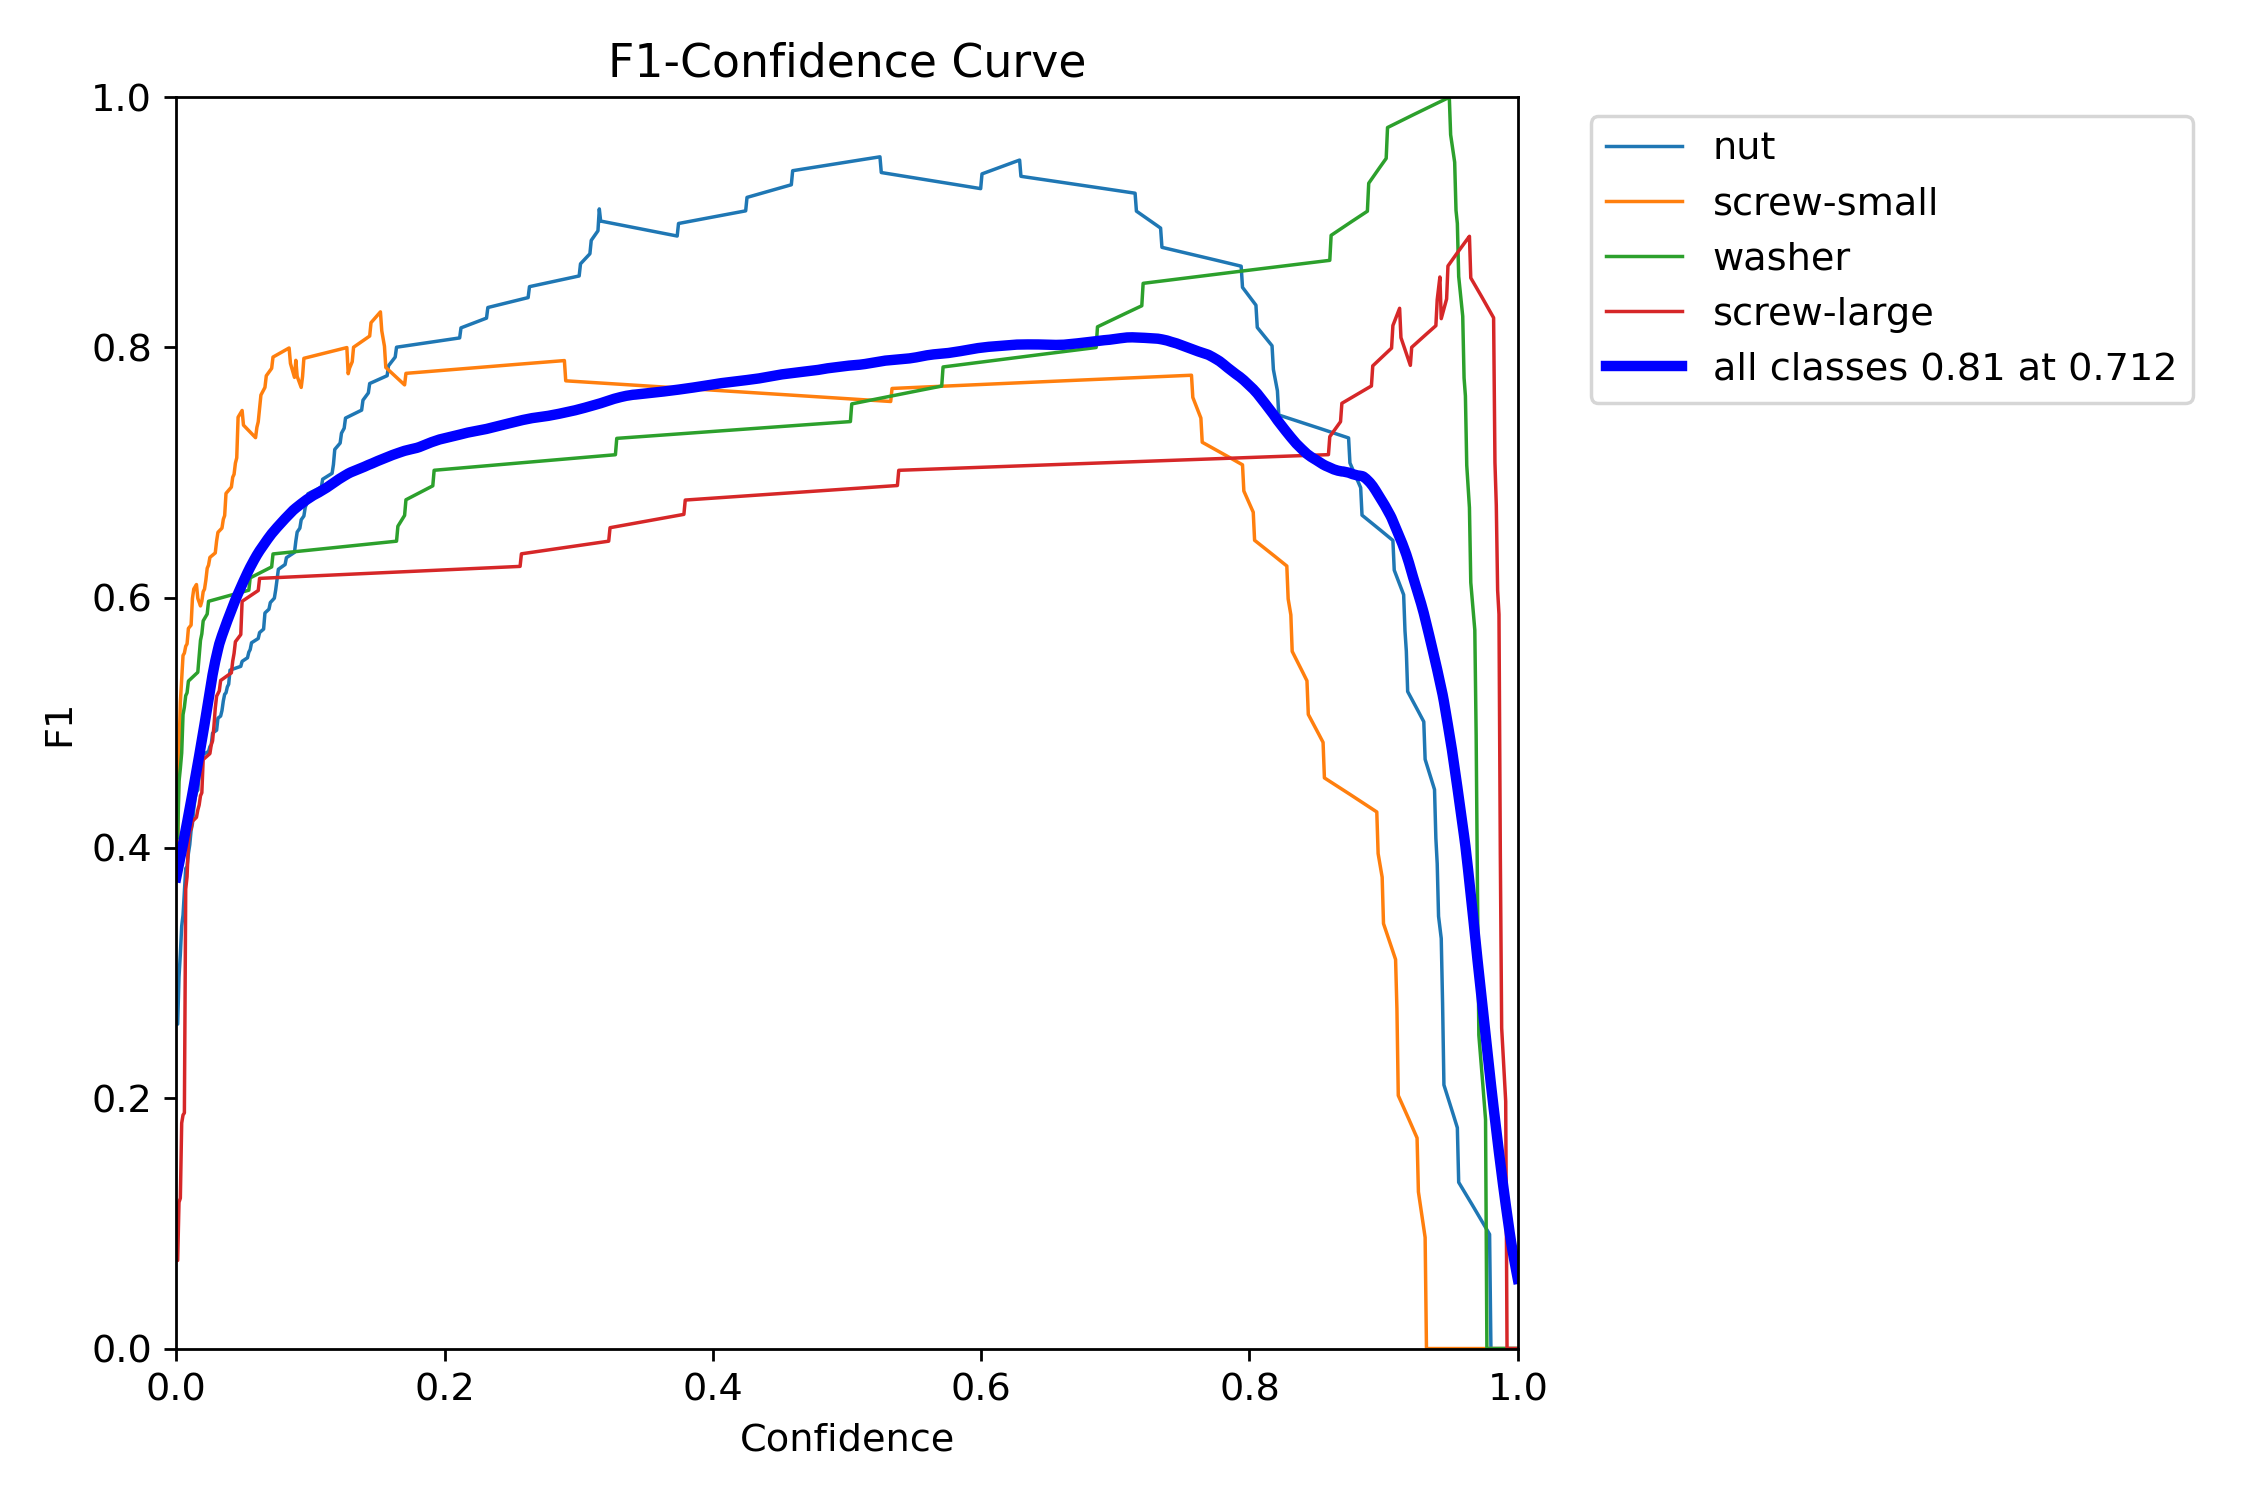 F1-Confidence Curve
1.0
0.8
0.6
0.4
0.2
0.0
F1
0.0 0.2 0.4 0.6 0.8 1.0
Confidence
nut
screw-small
washer
screw-large
all classes 0.81 at 0.712